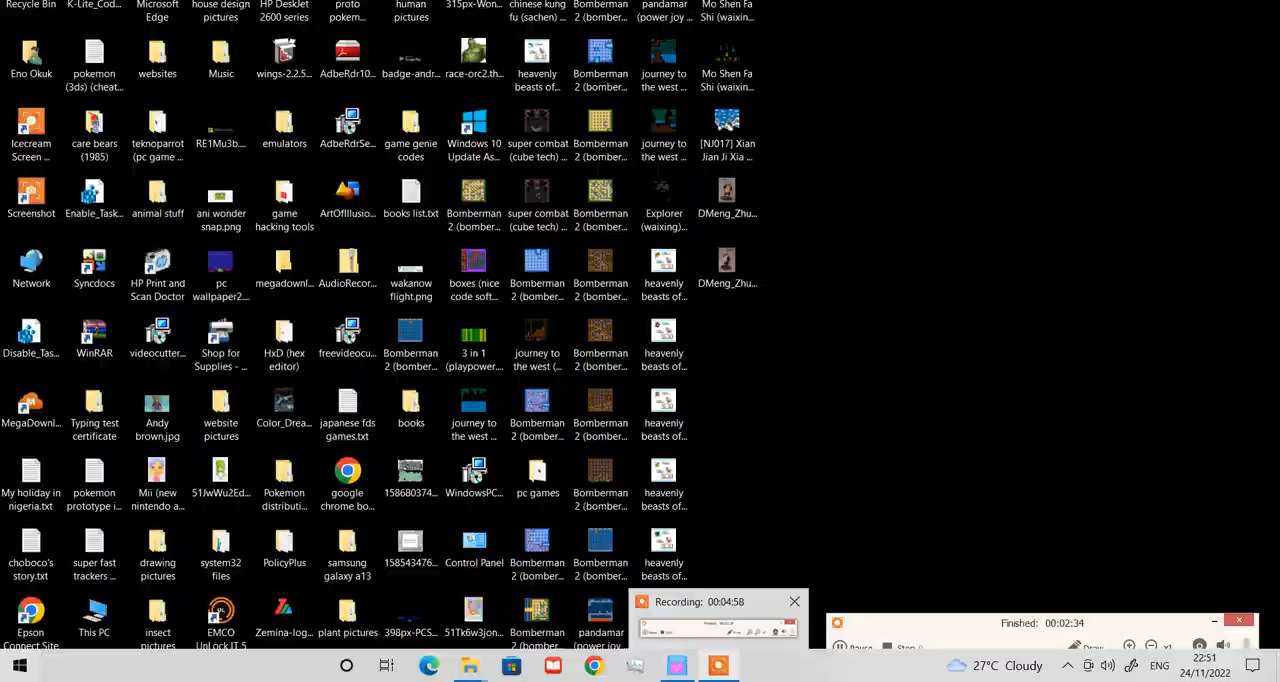 Recycle Bin K-Lite_Cod... Microsoft house design HP DeskJet proto human 315px-Won... chinese kung Bomberman pandamar Mo Shen Fa
Edge pictures 2600 series pokem... pictures fu (sachen) ... 2 (bomber... (power joy ... Shi (waixin...
Eno Okuk pokemon websites Music wings-2.2.5... AdbeRdr10... badge-andr... race-orc2.th... heavenly Bomberman journey to Mo Shen Fa
(3ds) (cheat... beasts of... 2 (bomber... the west ... Shi (waixin...
Icecream care bears teknoparrot RE1Mu3b.... emulators AdbeRdrSe... game genie Windows 10 super combat Bomberman journey to [NJ017] Xian
Screen ... (1985) (pc game ... codes Update As... (cube tech) ... 2 (bomber... the west ... Jian Ji Xia ...
Screenshot Enable_Task... animal stuff ani wonder game ArtOfIllusio... books list.txt Bomberman super combat Bomberman Explorer DMeng_Zhu...
snap.png hacking tools 2 (bomber... (cube tech) ... 2 (bomber... (waixing)...
Network Syncdocs HP Print and pc megadownl... AudioRecor... wakanow boxes (nice Bomberman Bomberman heavenly DMeng_Zhu...
Scan Doctor wallpaper2.... flight.png code soft... 2 (bomber... 2 (bomber... beasts of...
Disable_Tas... WinRAR videocutter... Shop for HxD (hex freevideocu... Bomberman 3 in 1 journey to Bomberman heavenly
Supplies - ... editor) 2 (bomber... (playpower... the west (... 2 (bomber... beasts of...
MegaDownl... Typing test Andy website Color_Drea... japanese fds books journey to Bomberman Bomberman heavenly
certificate brown.jpg pictures games.txt the west ... 2 (bomber... 2 (bomber... beasts of...
My holiday in pokemon Mii (new 51JwWu2Ed... Pokemon google 158680374... WindowsPC... pc games Bomberman heavenly
nigeria.txt prototype i... nintendo a... distributi... chrome bo... 2 (bomber... beasts of...
choboco's super fast drawing system32 PolicyPlus samsung 158543476... Control Panel Bomberman Bomberman heavenly
story.txt trackers ... pictures files galaxy a13 2 (bomber... 2 (bomber... beasts of...
Recording: 00:04:58
Finished: 00:02:34
Epson This PC insect EMCO Zemina-log... plant pictures 398px-PCS... 51Tk6w3jon... Bomberman pandamar
Connect Site pictures UnLock IT 5 2 (bomber... (power joy ...
Pause Stop Draw x1
27°C Cloudy ENG 22:51
24/11/2022